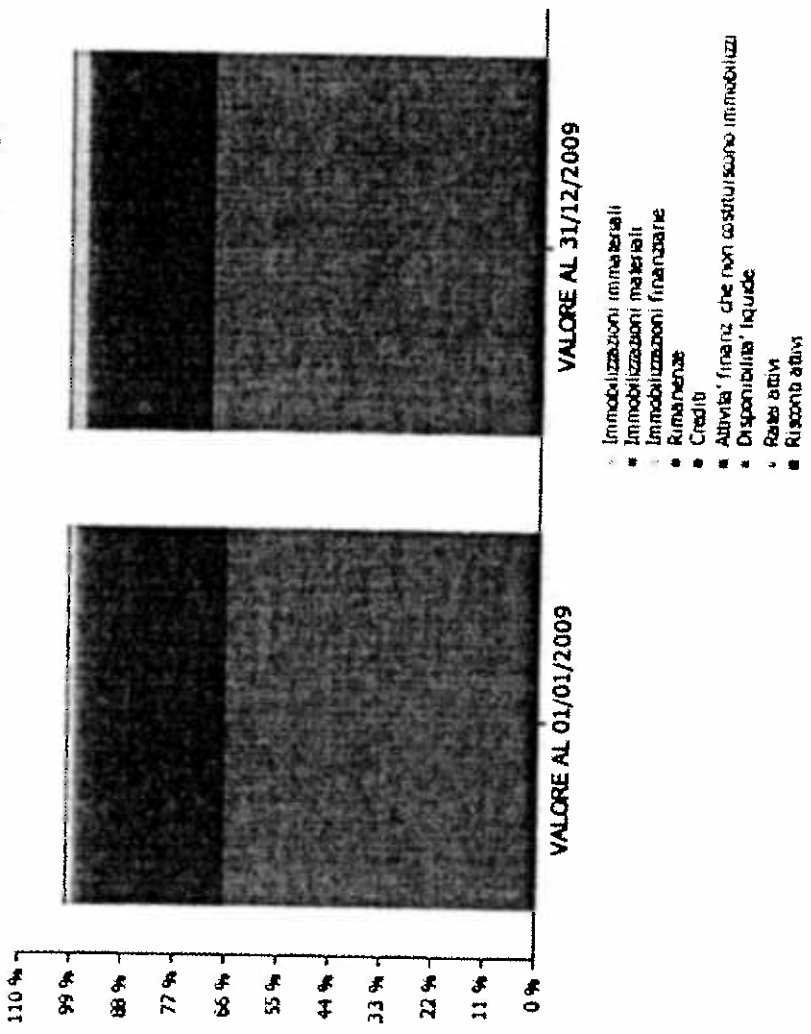 110 %
99 %
88 %
77 %
66 %
55 %
44 %
33 %
22 %
11 %
0 %
VALORE AL 01/01/2009
VALORE AL 31/12/2009
Immobilizzazioni immateriali
Immobilizzazioni materiali
Immobilizzazioni finanziarie
Rimanenze
Crediti
Attivita' finanz che non costituiscono immobilizzi
Disponibilita' liquide
Ratei attivi
Risconti attivi